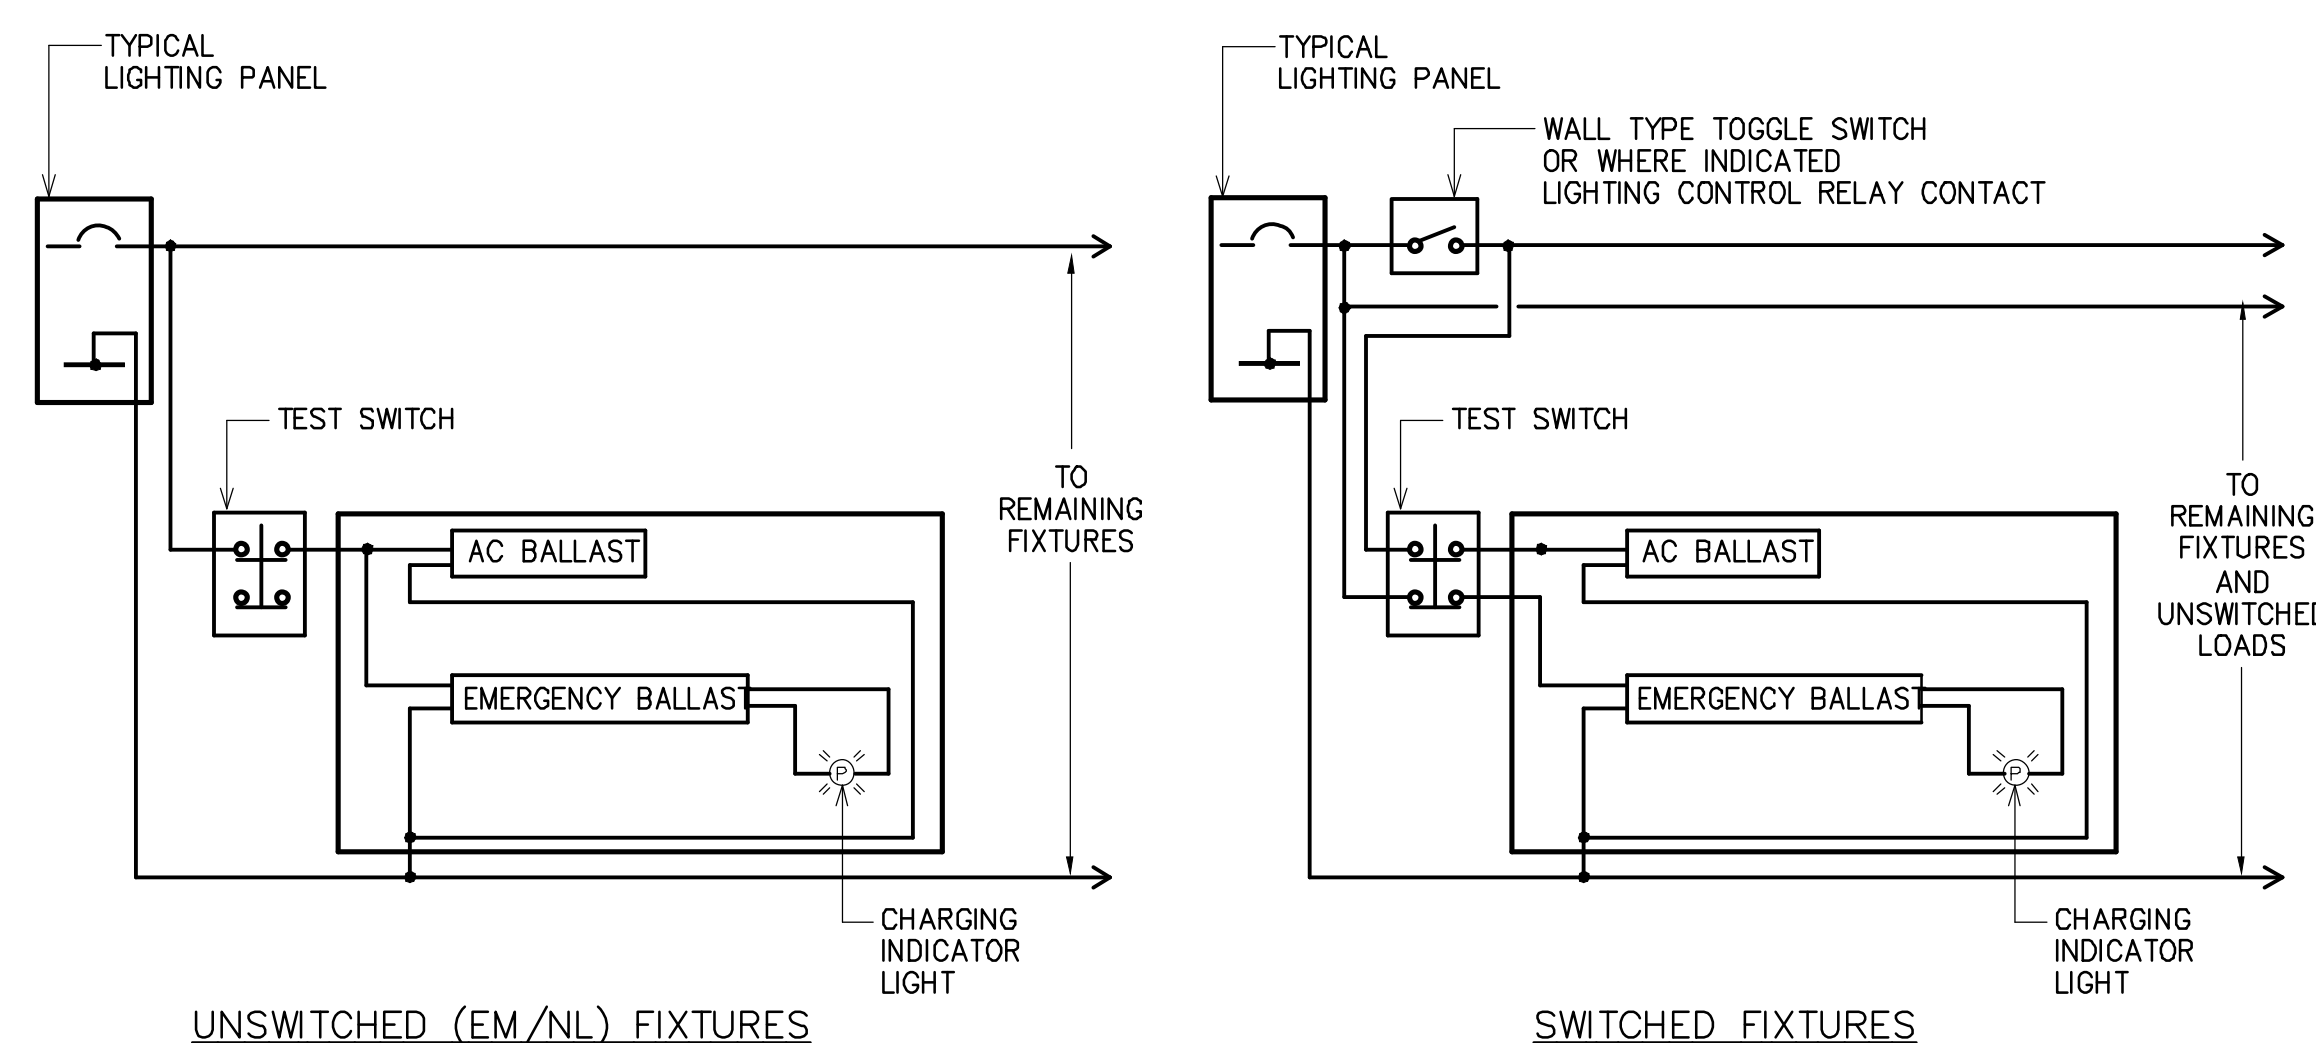 TYPICAL
LIGHTING PANEL
TEST SWITCH
AC BALLAST
EMERGENCY BALLAST
P
TO
REMAINING
FIXTURES
CHARGING
INDICATOR
LIGHT
UNSWITCHED (EM/NL) FIXTURES
TYPICAL
LIGHTING PANEL
WALL TYPE TOGGLE SWITCH
OR WHERE INDICATED
LIGHTING CONTROL RELAY CONTACT
TEST SWITCH
AC BALLAST
EMERGENCY BALLAST
P
TO
REMAINING
FIXTURES
AND
UNSWITCHED
LOADS
CHARGING
INDICATOR
LIGHT
SWITCHED FIXTURES